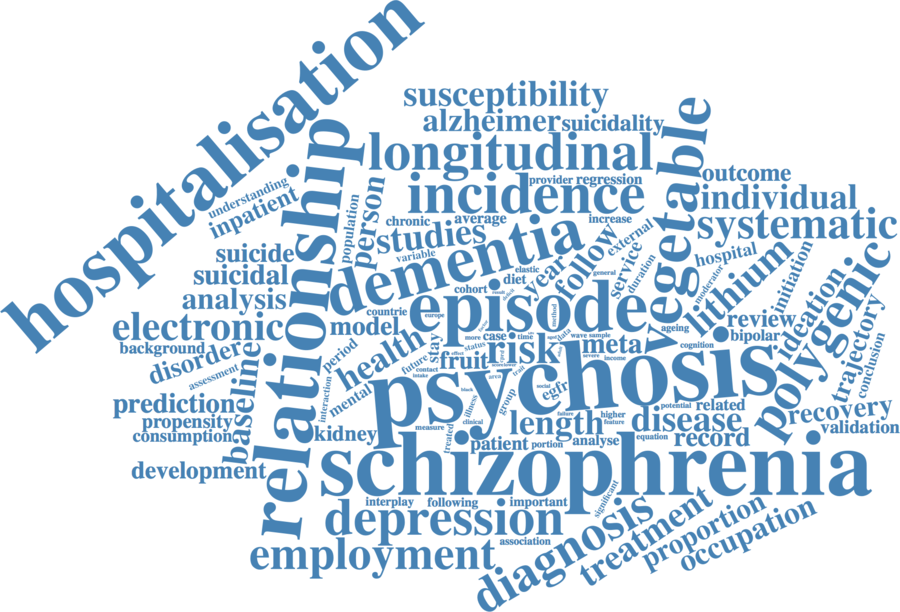 hospitalisation
susceptibility
alzheimer
suicidality
longitudinal
vegetable
relationship
understanding
inpatient
population
person
incidence
provider
regression
outcome
individual
systematic
chronic
average
increase
studies
variable
external
follow
dementia
suicide
suicidal
analysis
electronic
background
disorder
assessment
elastic
general
diet
year
service
duration
hospital
moderator
lithium
initiation
cohort
episode
countrie
europe
model
method
ageing
review
bipolar
ideation
polygenic
trajectory
conclusion
more
case
time
data
wave
sample
status
stay
health
period
future
contact
fruit
effect
risk
meta
severe
income
cognition
intake
mental
interaction
baseline
prediction
propensity
consumption
development
kidney
psychosis
area
black
trait
social
egfr
group
illness
clinical
treated
measure
length
failure
higher
feature
potential
related
disease
recovery
validation
patient
portion
analyse
equation
record
schizophrenia
interplay
following
important
significant
depression
association
employment
diagnosis
treatment
proportion
occupation